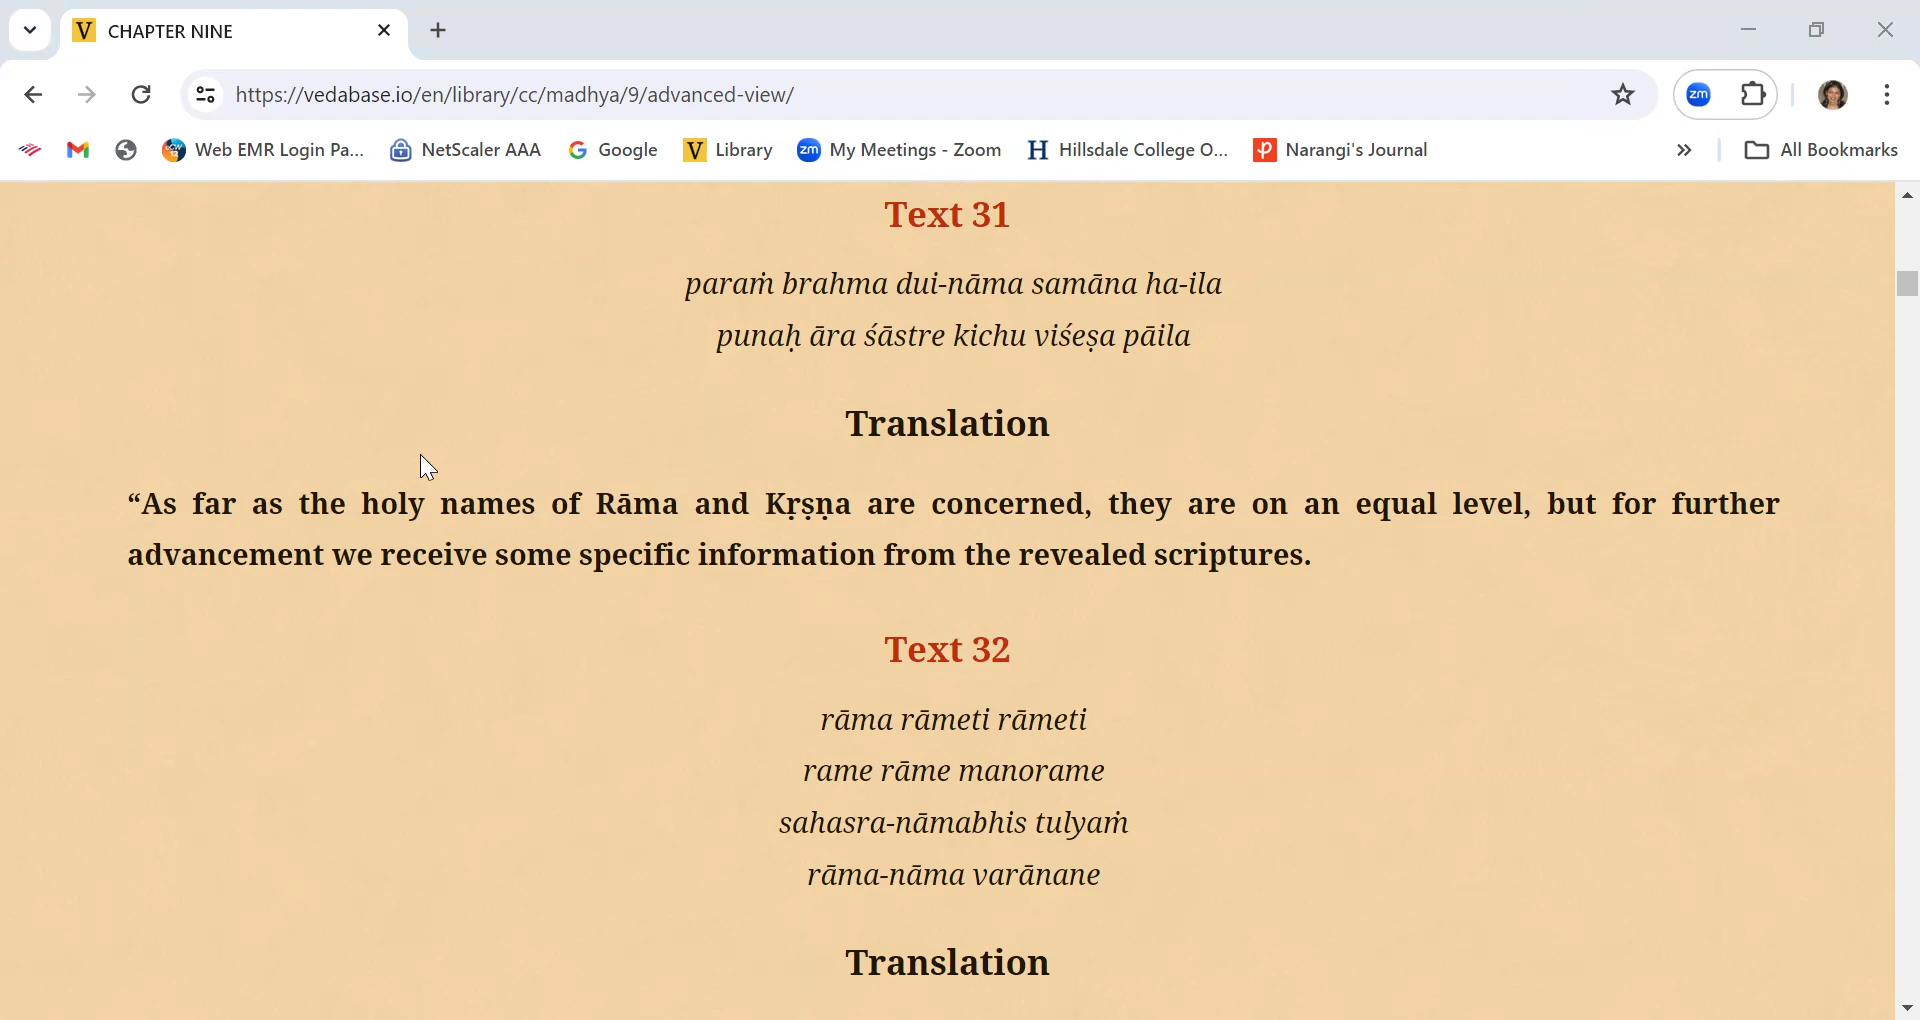 CHAPTER NINE
https://vedabase.io/en/library/cc/madhya/9/advanced-view/
zm
Web EMR Login Pa...
NetScaler AAA
Google
Library
zm My Meetings - Zoom
Hillsdale College O...
Narangi's Journal
All Bookmarks
Text 31
paraṁ brahma dui-nāma samāna ha-ila
punaḥ āra śāstre kichu viśeṣa pāila
Translation
“As far as the holy names of Rāma and Kṛṣṇa are concerned, they are on an equal level, but for further
advancement we receive some specific information from the revealed scriptures.
Text 32
rāma rāmeti rāmeti
rame rāme manorame
sahasra-nāmabhis tulyaṁ
rāma-nāma varānane
Translation